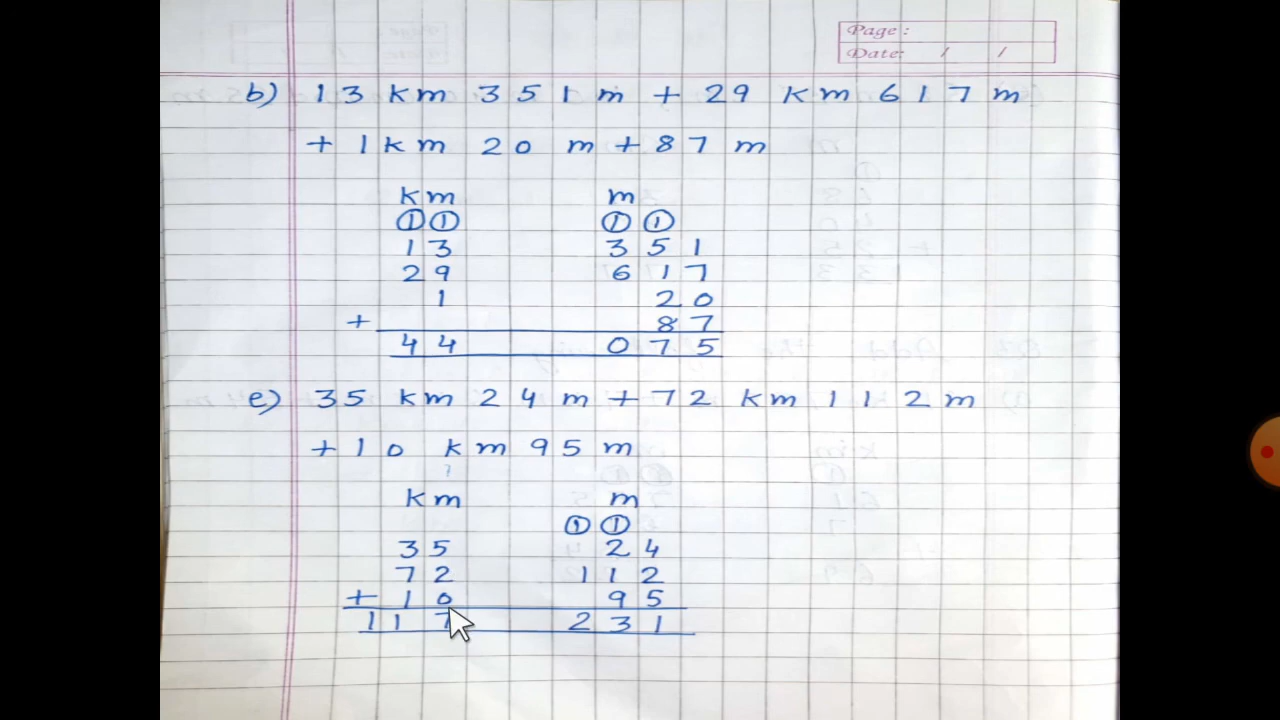 Page :
Date: / /
b) 13 km 351 m + 29 km 617 m
+ 1km 20 m + 87 m
km m
① ① ① ①
13 351
29 617
1 20
+ 87
44 075
e) 35 km 24 m + 72 km 112 m
+ 10 km 95 m
km m
① ①
35 24
72 112
+ 10 95
117 231